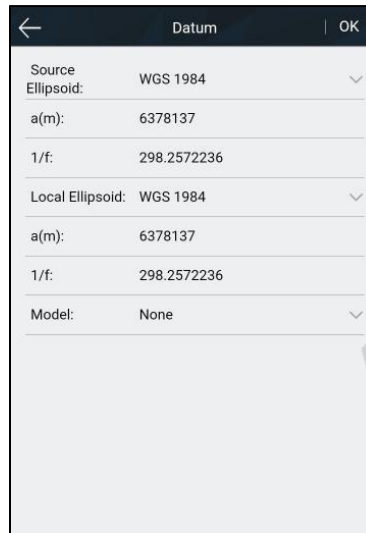 Datum | OK
Source
Ellipsoid: WGS 1984
a(m): 6378137
1/f: 298.2572236
Local Ellipsoid: WGS 1984
a(m): 6378137
1/f: 298.2572236
Model: None